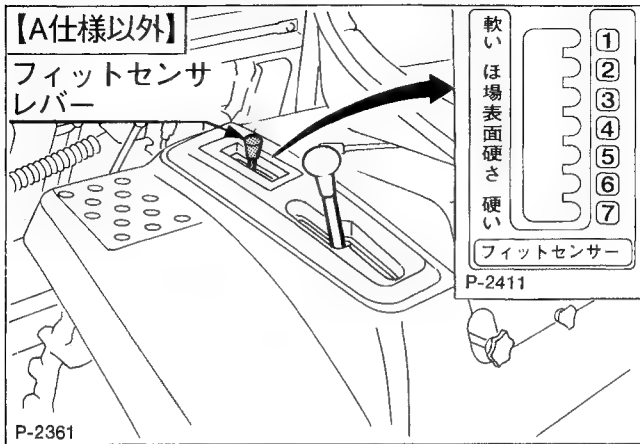 【A仕様以外】
フィットセンサ
レバー
軟い ほ場表面硬さ 硬い
1
2
3
4
5
6
7
フィットセンサー
P-2411
P-2361